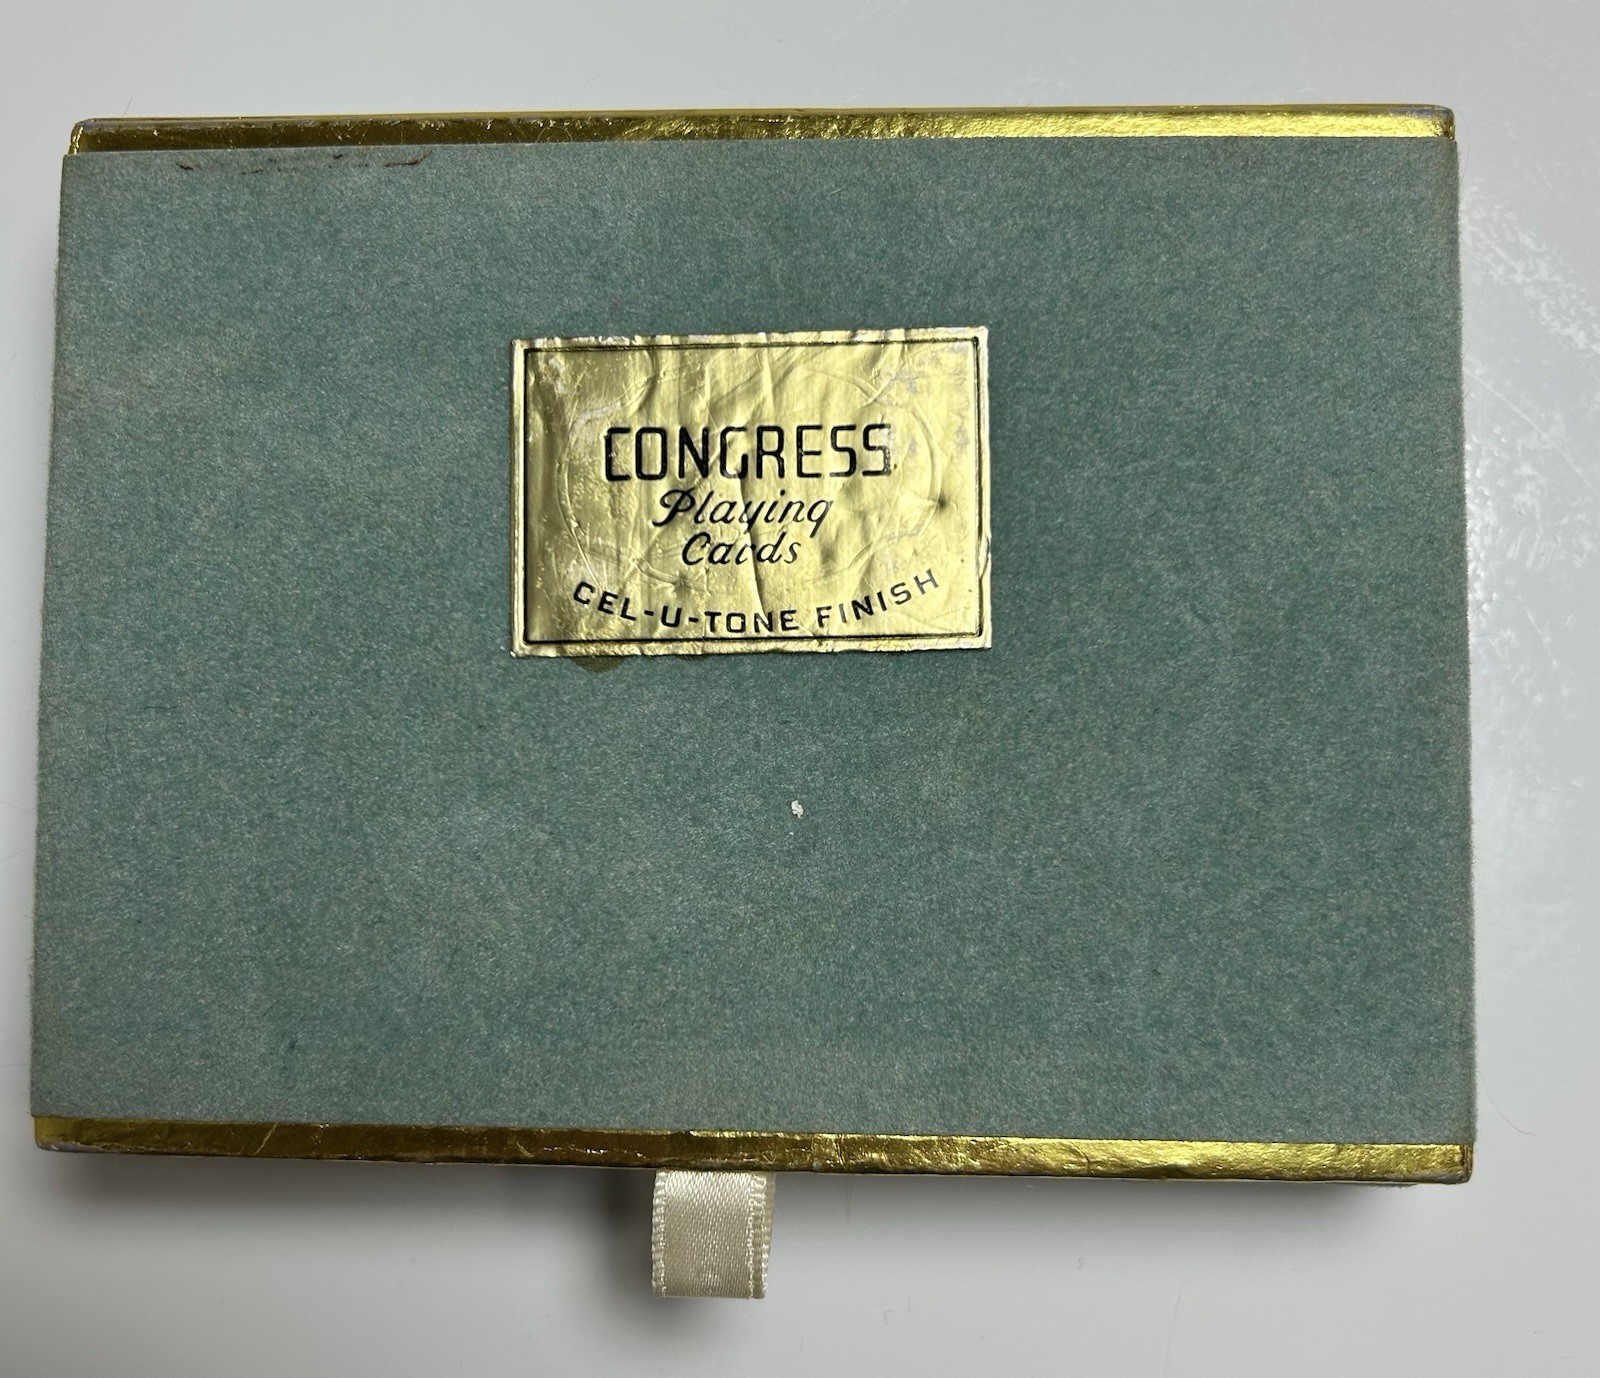 CONGRESS
Playing
Cards
CEL-U-TONE FINISH